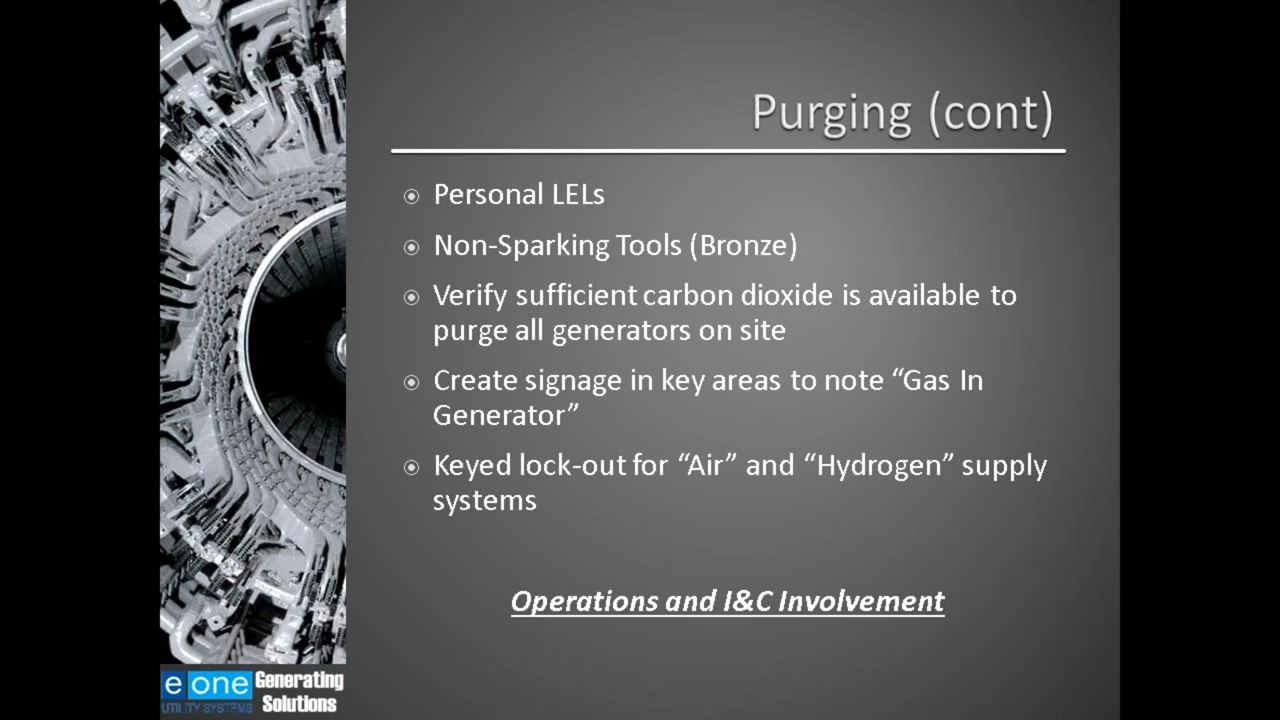 Purging (cont)
Personal LELs
Non-Sparking Tools (Bronze)
Verify sufficient carbon dioxide is available to
purge all generators on site
Create signage in key areas to note “Gas In
Generator”
Keyed lock-out for “Air” and “Hydrogen” supply
systems
Operations and I&C Involvement
e one Generating
UTILITY SYSTEMS Solutions